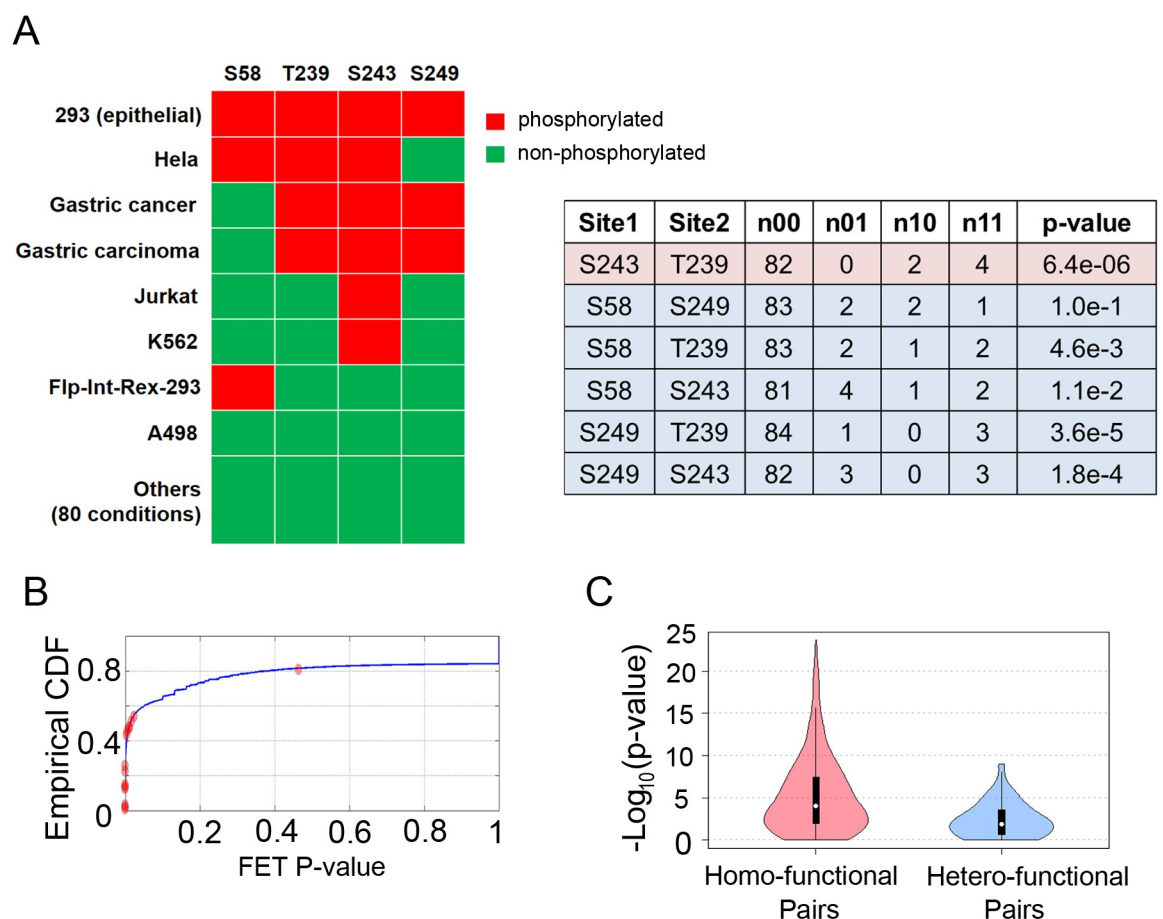 A
S58 T239 S243 S249
293 (epithelial)
Hela
Gastric cancer
Gastric carcinoma
Jurkat
K562
Flp-Int-Rex-293
A498
Others
(80 conditions)
phosphorylated
non-phosphorylated
Site1 Site2 n00 n01 n10 n11 p-value
S243 T239 82 0 2 4 6.4e-06
S58 S249 83 2 2 1 1.0e-1
S58 T239 83 2 1 2 4.6e-3
S58 S243 81 4 1 2 1.1e-2
S249 T239 84 1 0 3 3.6e-5
S249 S243 82 3 0 3 1.8e-4
B
Empirical CDF
0.8
0.4
0
0.2 0.4 0.6 0.8 1
FET P-value
C
-Log10(p-value)
25
20
15
10
5
0
Homo-functional
Pairs
Hetero-functional
Pairs